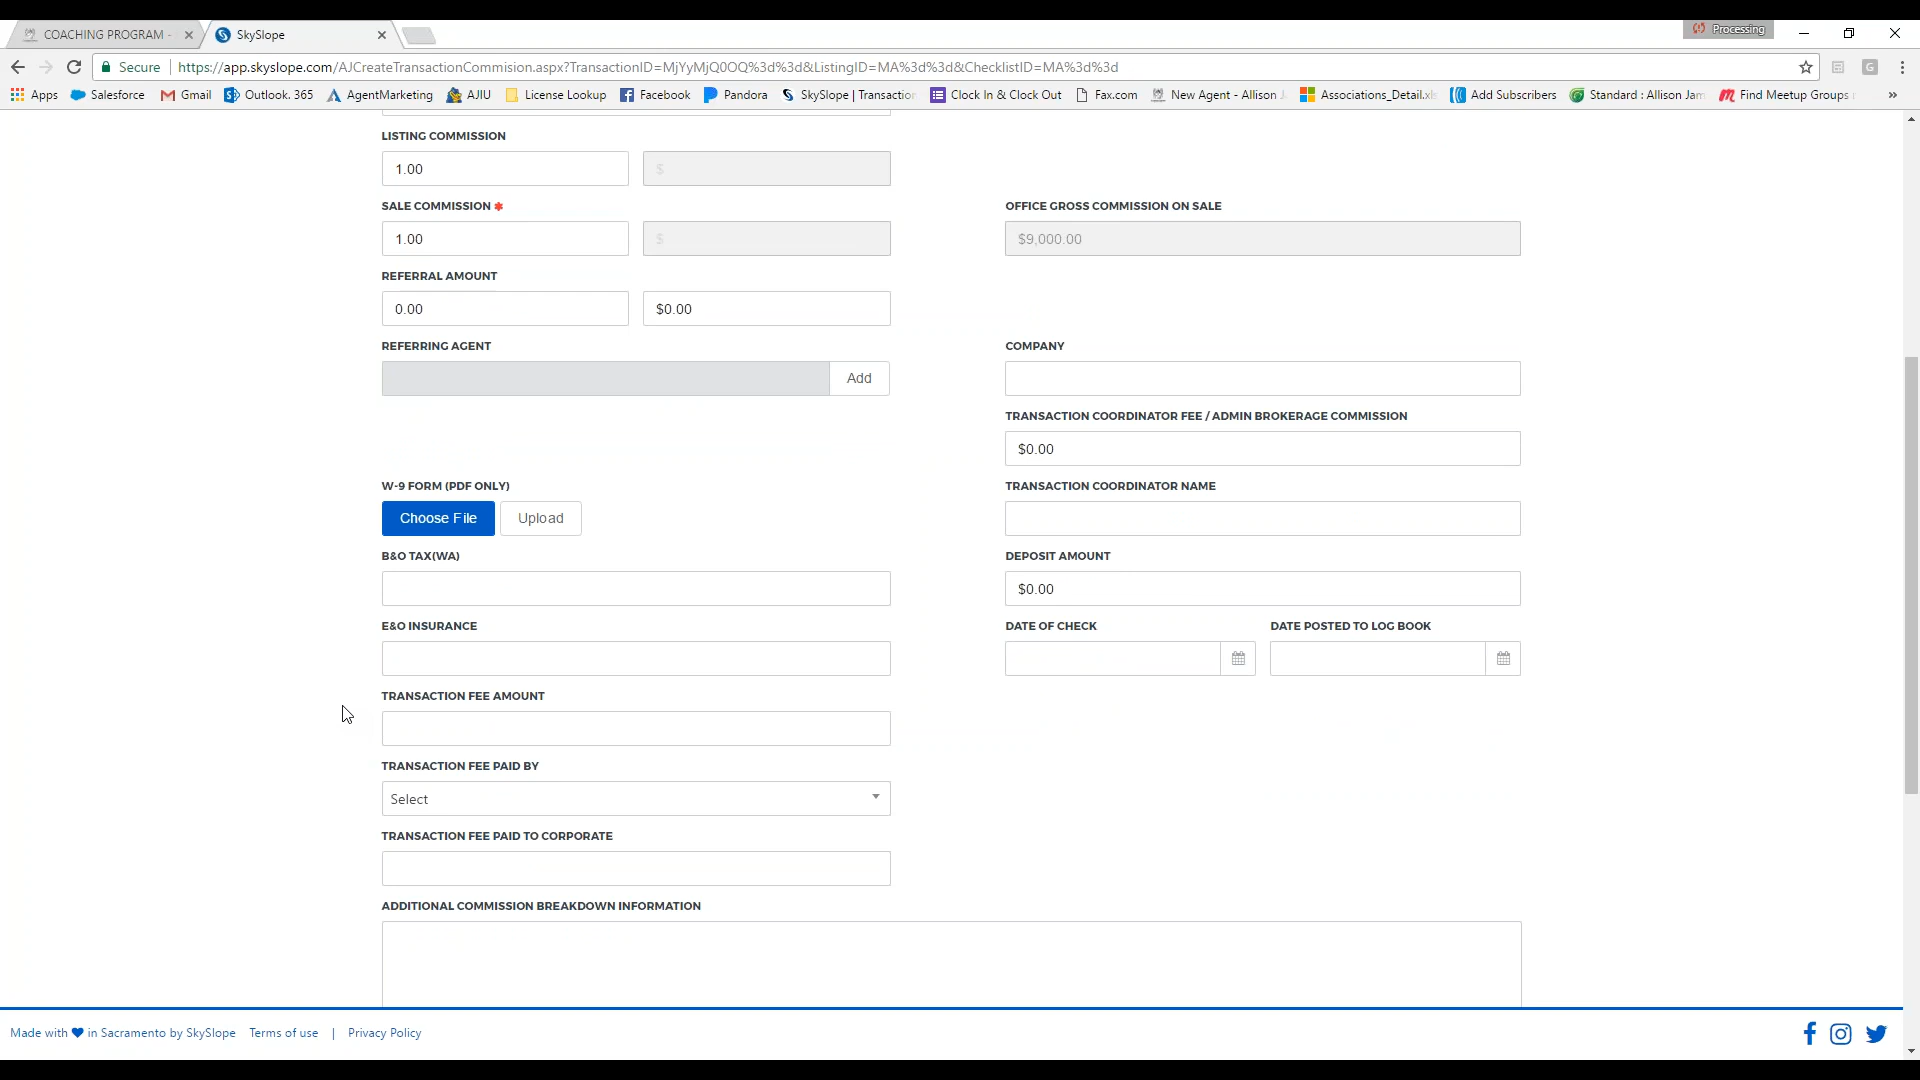 COACHING PROGRAM -
SkySlope
Processing
Secure
https://app.skyslope.com/AJCreateTransactionCommision.aspx?TransactionID=MjYyMjQ0OQ%3d%3d&ListingID=MA%3d%3d&ChecklistID=MA%3d%3d
G
Apps Salesforce Gmail Outlook. 365 AgentMarketing AJIU License Lookup Facebook Pandora SkySlope | Transaction Clock In & Clock Out Fax.com New Agent - Allison J Associations_Detail.xls Add Subscribers Standard : Allison Jam Find Meetup Groups »
LISTING COMMISSION
1.00 $
SALE COMMISSION * OFFICE GROSS COMMISSION ON SALE
1.00 $ $9,000.00
REFERRAL AMOUNT
0.00 $0.00
REFERRING AGENT COMPANY
Add
TRANSACTION COORDINATOR FEE / ADMIN BROKERAGE COMMISSION
$0.00
W-9 FORM (PDF ONLY) TRANSACTION COORDINATOR NAME
Choose File Upload
B&O TAX(WA) DEPOSIT AMOUNT
$0.00
E&O INSURANCE DATE OF CHECK DATE POSTED TO LOG BOOK
TRANSACTION FEE AMOUNT
TRANSACTION FEE PAID BY
Select
TRANSACTION FEE PAID TO CORPORATE
ADDITIONAL COMMISSION BREAKDOWN INFORMATION
Made with ♥ in Sacramento by SkySlope Terms of use | Privacy Policy